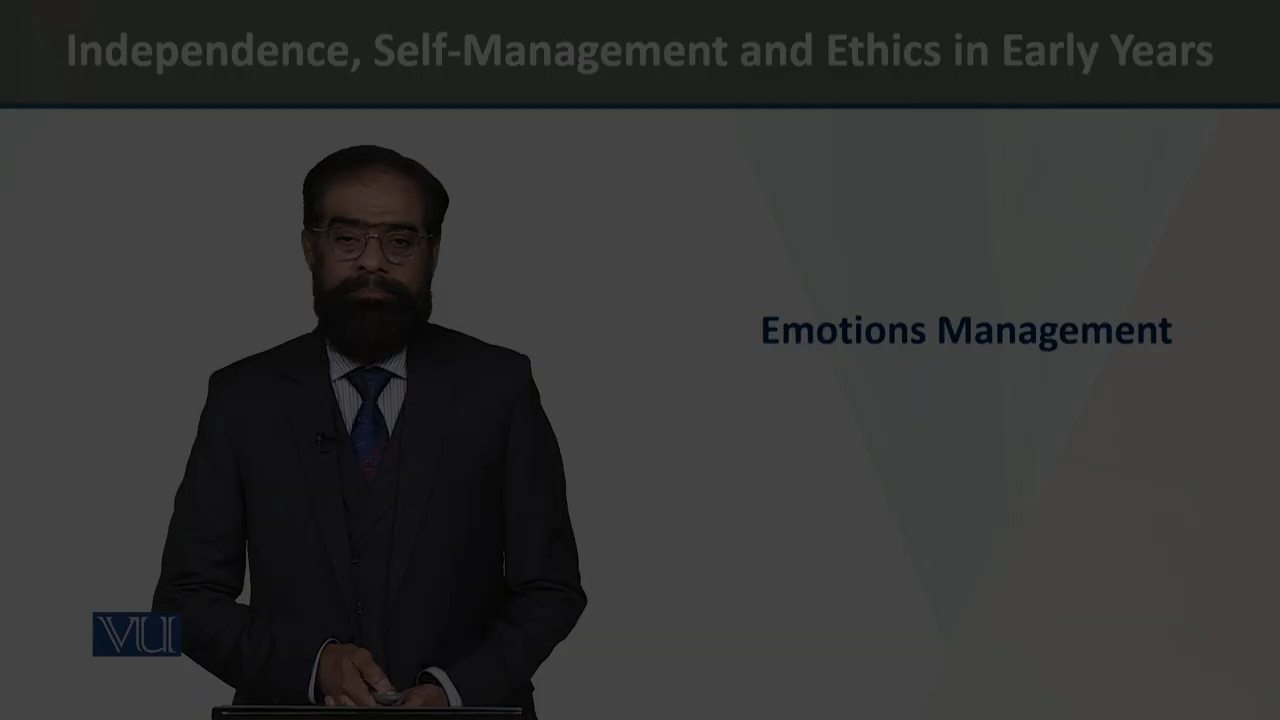 Independence, Self-Management and Ethics in Early Years
Emotions Management
VU